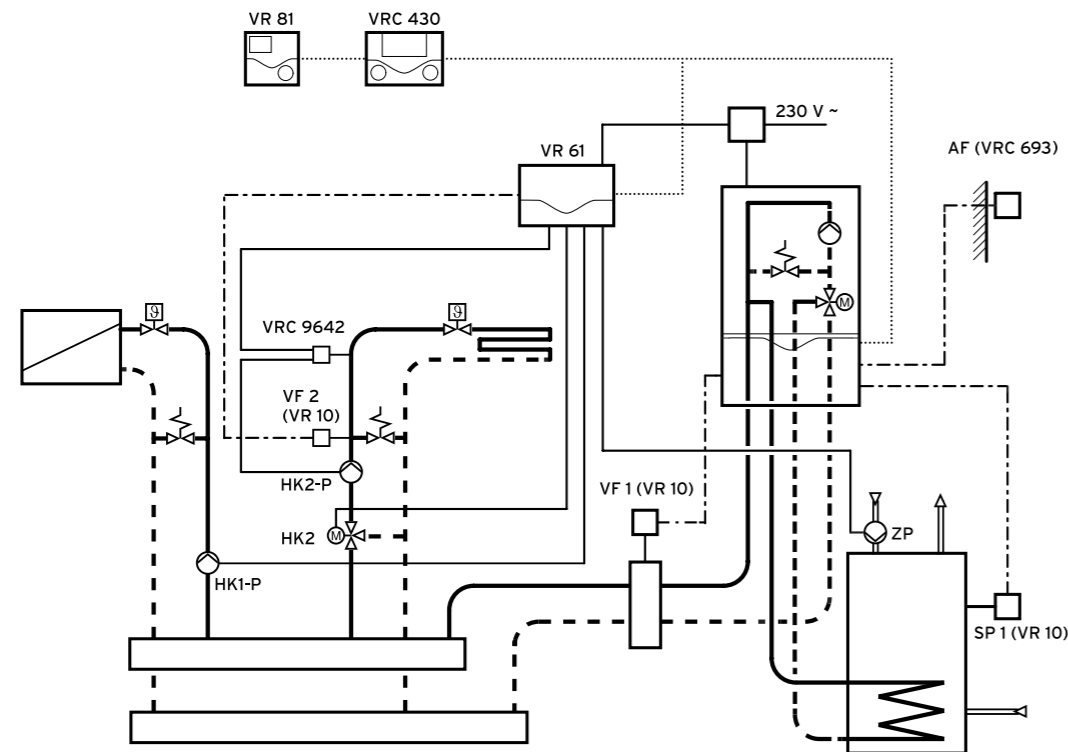 VR 81
VRC 430
230 V ~
VR 61
AF (VRC 693)
ϑ
ϑ
M
VRC 9642
VF 2
(VR 10)
HK2-P
VF 1 (VR 10)
HK2
M
ZP
HK1-P
SP 1 (VR 10)